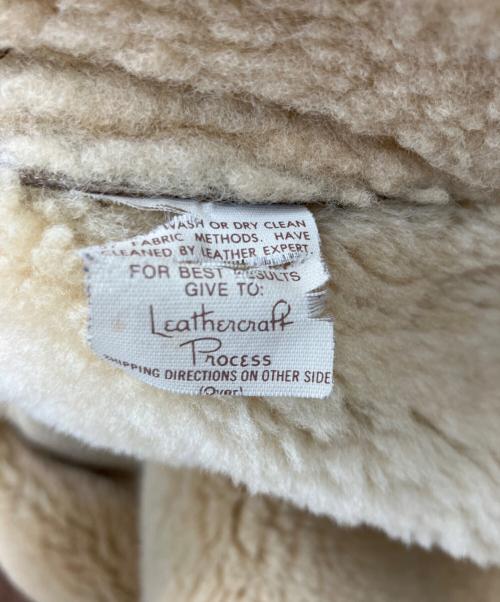 WASH OR DRY CLEAN
FABRIC METHODS. HAVE
CLEANED BY LEATHER EXPERT.
FOR BEST RESULTS
GIVE TO:
Leathercraft
Process
SHIPPING DIRECTIONS ON OTHER SIDE
(Over)